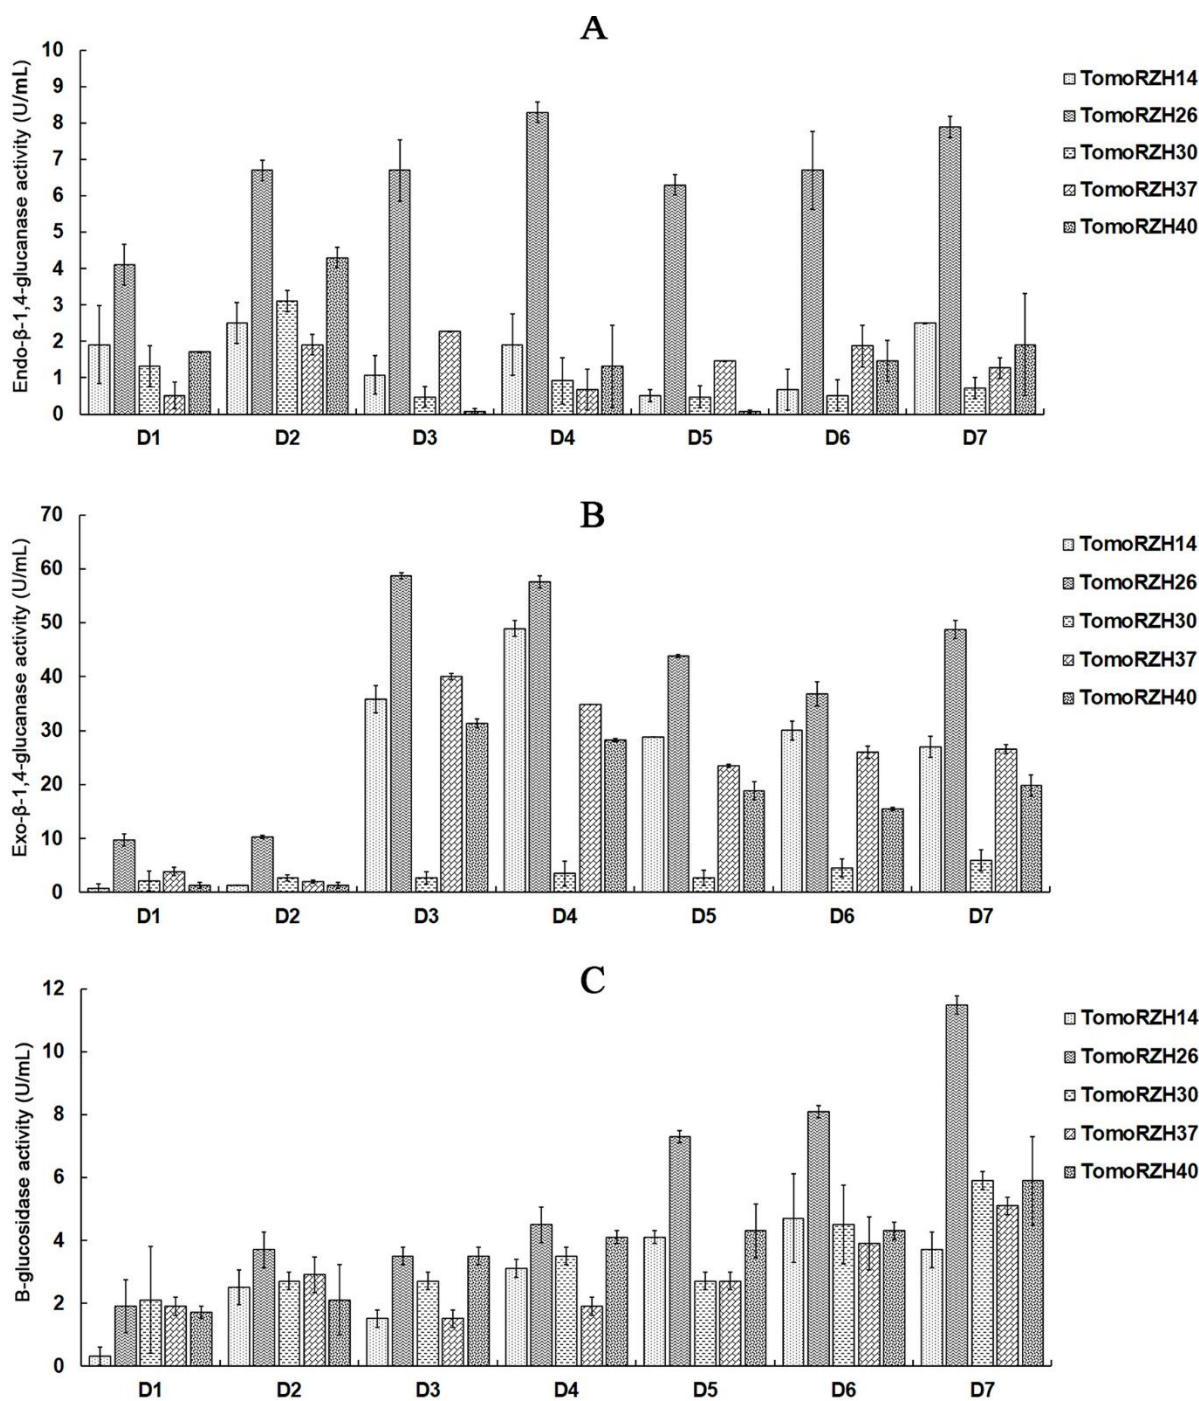 A
Endo-β-1,4-glucanase activity (U/mL)
10
9
8
7
6
5
4
3
2
1
0
D1 D2 D3 D4 D5 D6 D7
TomoRZH14
TomoRZH26
TomoRZH30
TomoRZH37
TomoRZH40
B
Exo-β-1,4-glucanase activity (U/mL)
70
60
50
40
30
20
10
0
D1 D2 D3 D4 D5 D6 D7
TomoRZH14
TomoRZH26
TomoRZH30
TomoRZH37
TomoRZH40
C
B-glucosidase activity (U/mL)
12
10
8
6
4
2
0
D1 D2 D3 D4 D5 D6 D7
TomoRZH14
TomoRZH26
TomoRZH30
TomoRZH37
TomoRZH40